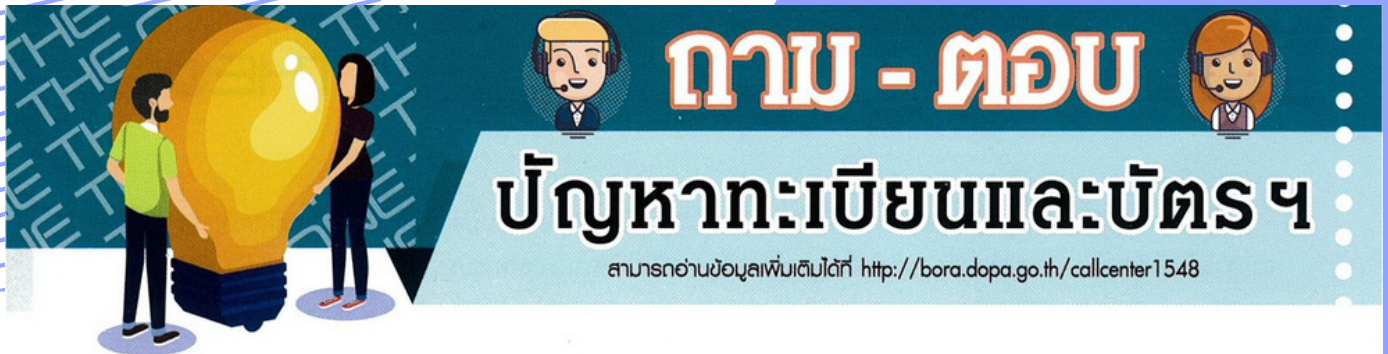 ถาม - ตอบ
ปัญหาทะเบียนและบัตรฯ
สามารถอ่านข้อมูลเพิ่มเติมได้ที่ http://bora.dopa.go.th/callcenter1548